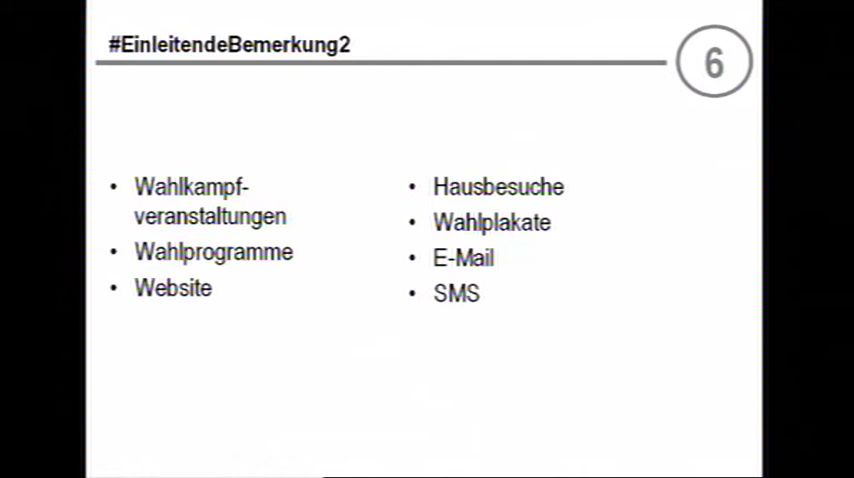 #EinleitendeBemerkung2
6
• Wahlkampf-
veranstaltungen
• Wahlprogramme
• Website
• Hausbesuche
• Wahlplakate
• E-Mail
• SMS